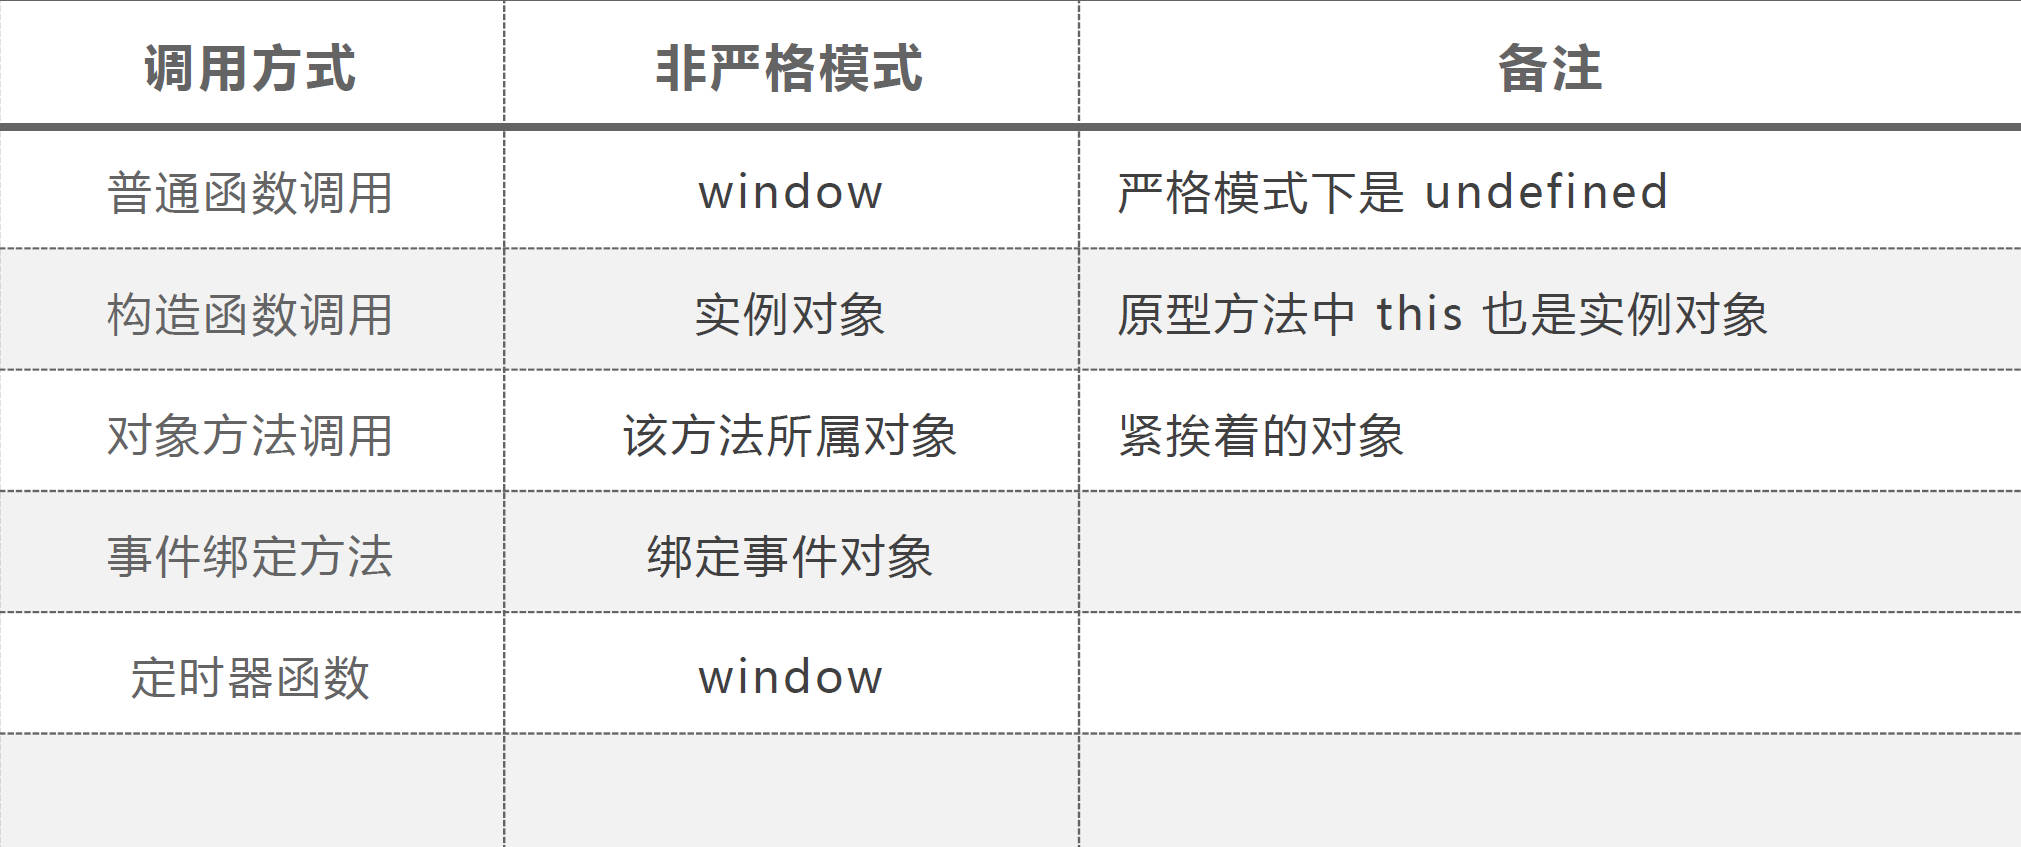 调用方式 非严格模式 备注
普通函数调用 window 严格模式下是 undefined
构造函数调用 实例对象 原型方法中 this 也是实例对象
对象方法调用 该方法所属对象 紧挨着的对象
事件绑定方法 绑定事件对象
定时器函数 window